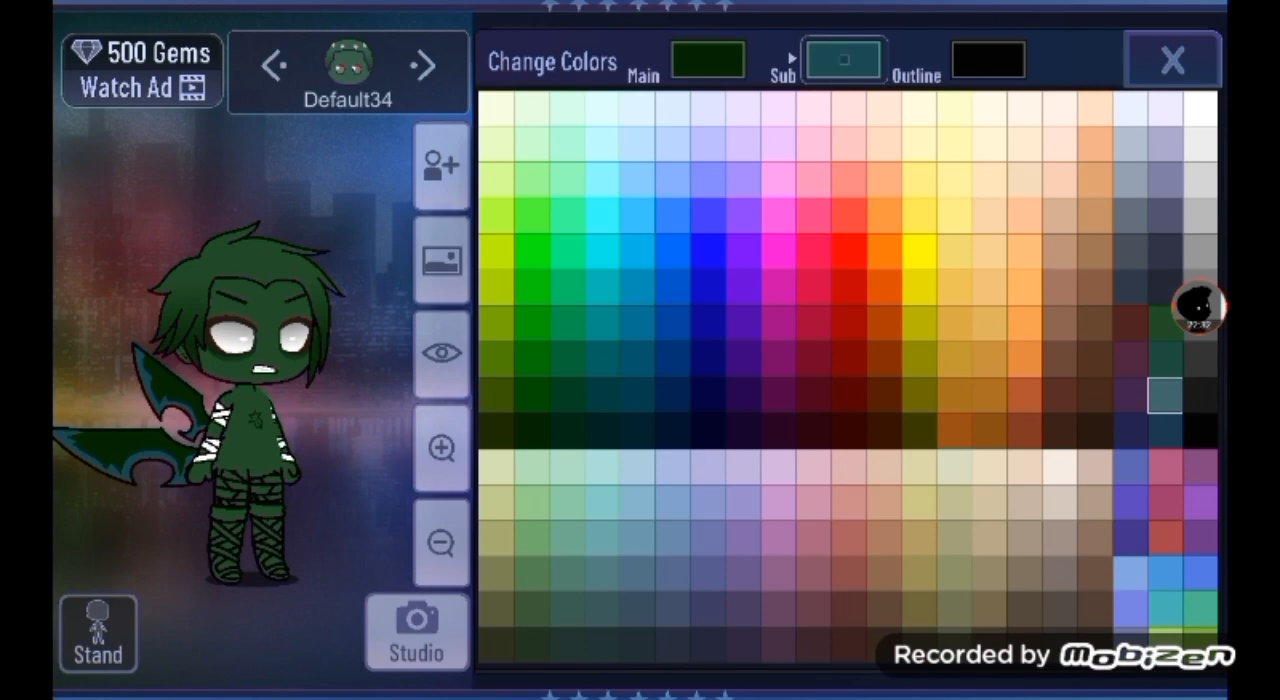 500 Gems
Watch Ad
Default34
Change Colors
Main
Sub
Outline
X
Stand
Studio
Recorded by Mobizen